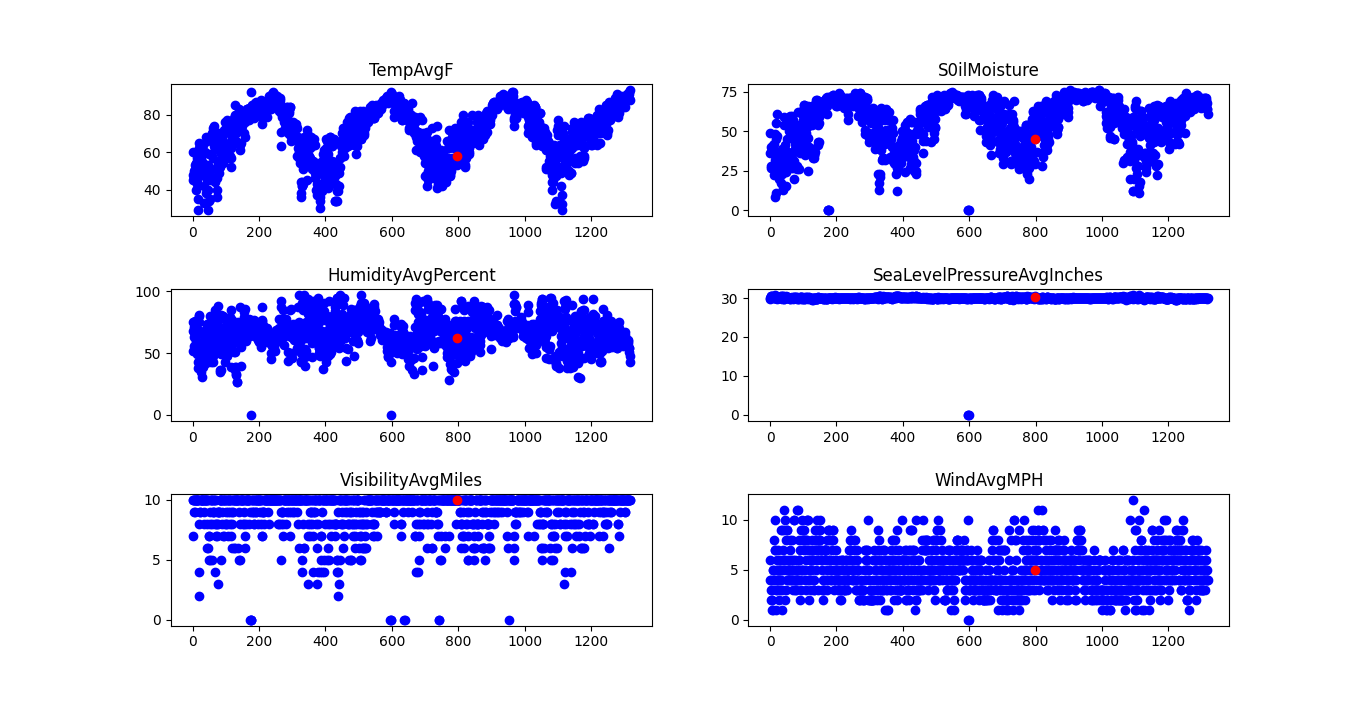 TempAvgF
80
60
40
0 200 400 600 800 1000 1200
S0ilMoisture
75
50
25
0
0 200 400 600 800 1000 1200
HumidityAvgPercent
100
50
0
0 200 400 600 800 1000 1200
SeaLevelPressureAvgInches
30
20
10
0
0 200 400 600 800 1000 1200
VisibilityAvgMiles
10
5
0
0 200 400 600 800 1000 1200
WindAvgMPH
10
5
0
0 200 400 600 800 1000 1200